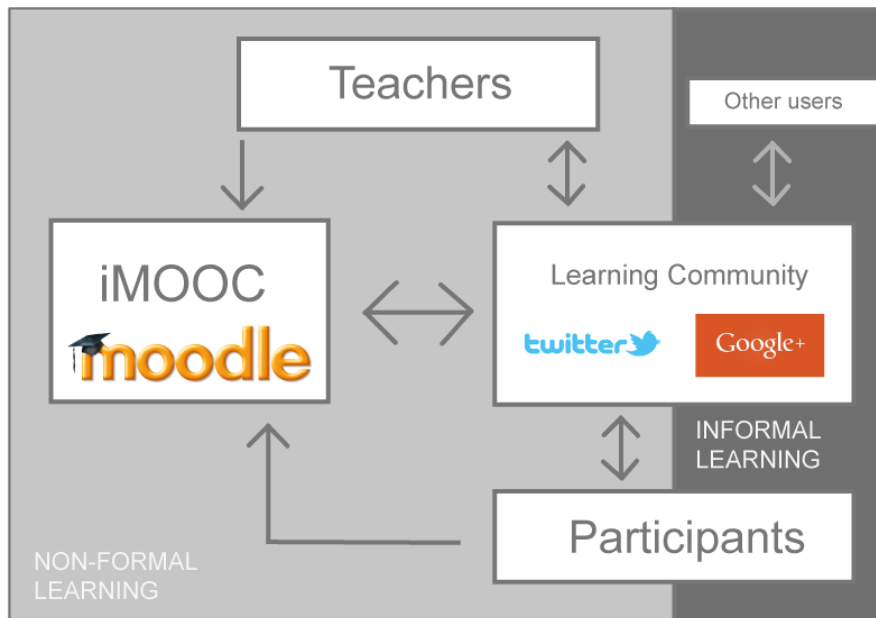 Teachers
Other users
iMOOC
moodle
Learning Community
twitter
Google+
INFORMAL
LEARNING
Participants
NON-FORMAL
LEARNING